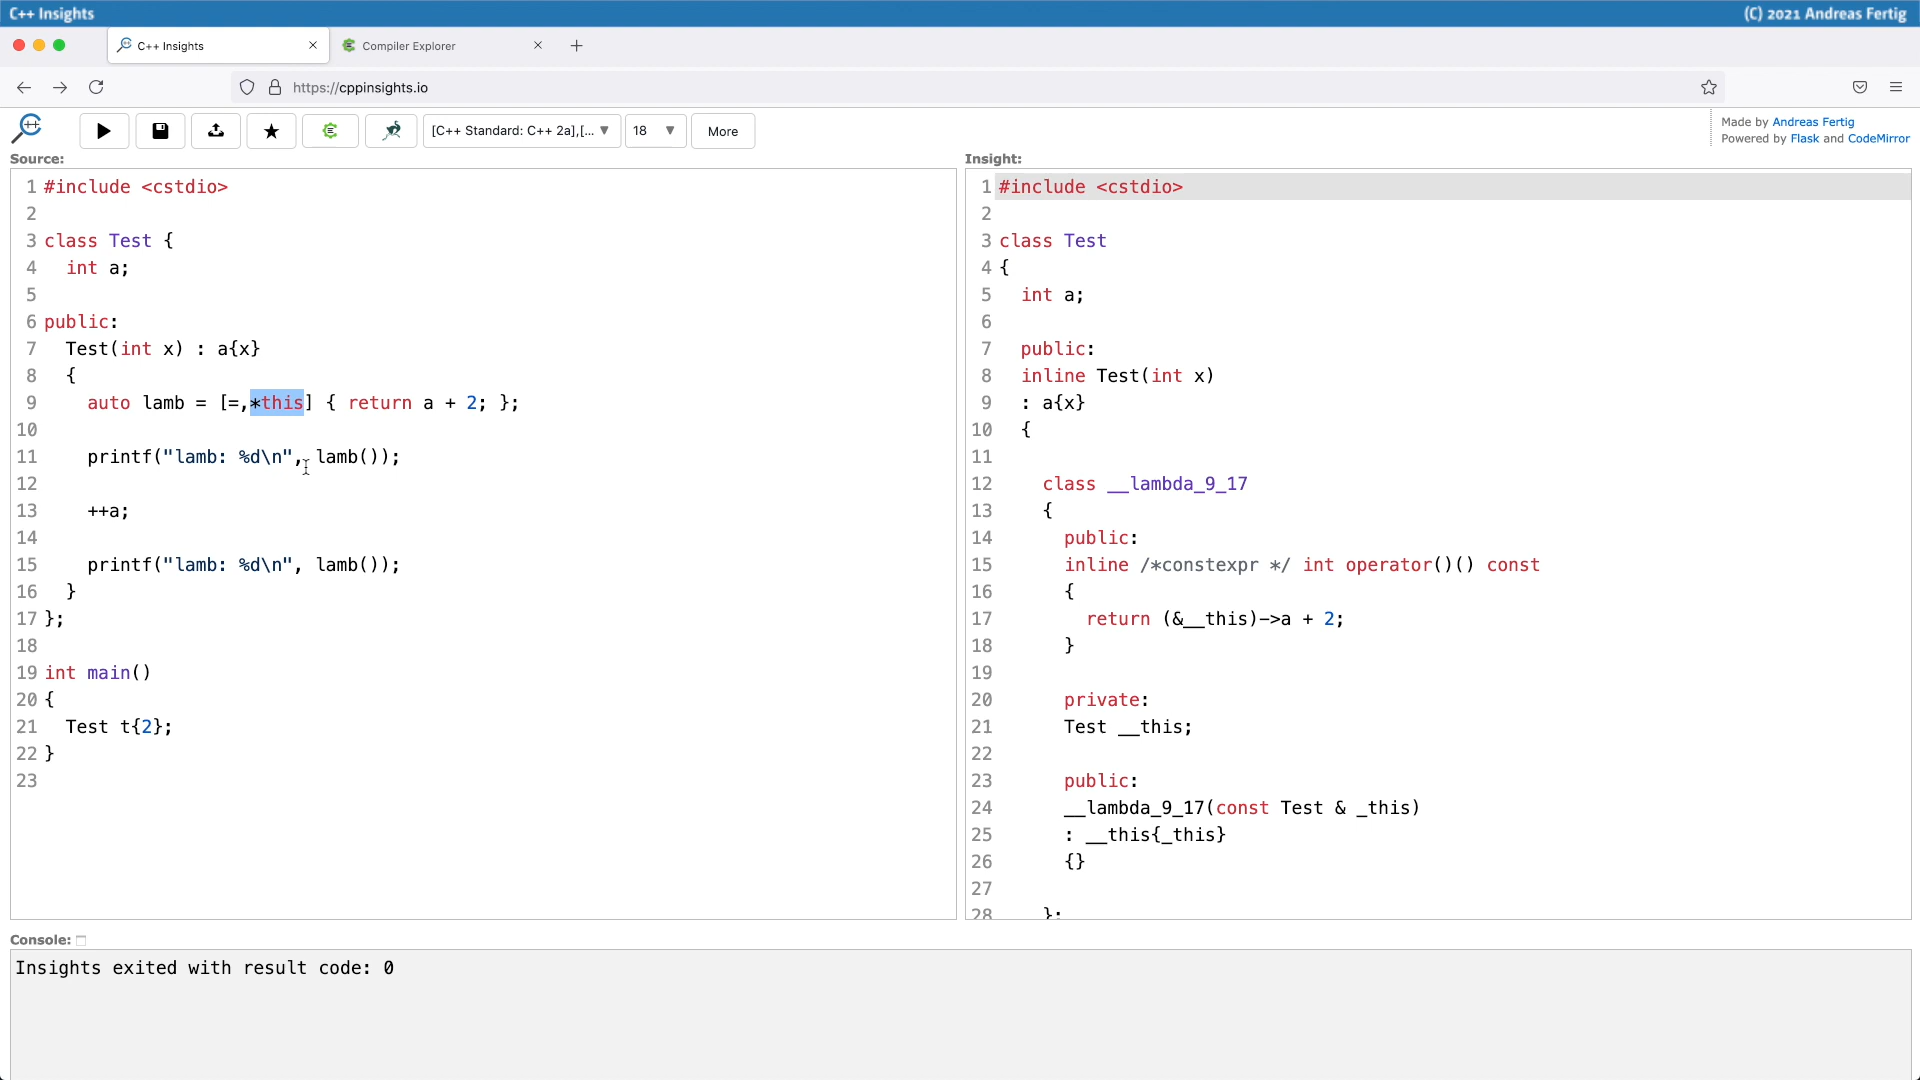 C++ Insights
(C) 2021 Andreas Fertig
C++ Insights
Compiler Explorer
https://cppinsights.io
[C++ Standard: C++ 2a],[...
18
More
Made by Andreas Fertig
Powered by Flask and CodeMirror
Source:
1 #include <cstdio>
2
3 class Test {
4 int a;
5
6 public:
7 Test(int x) : a{x}
8 {
9 auto lamb = [=,*this] { return a + 2; };
10
11 printf("lamb: %d\n", lamb());
12
13 ++a;
14
15 printf("lamb: %d\n", lamb());
16 }
17 };
18
19 int main()
20 {
21 Test t{2};
22 }
23
Insight:
1 #include <cstdio>
2
3 class Test
4 {
5 int a;
6
7 public:
8 inline Test(int x)
9 : a{x}
10 {
11
12 class __lambda_9_17
13 {
14 public:
15 inline /*constexpr */ int operator()() const
16 {
17 return (&__this)->a + 2;
18 }
19
20 private:
21 Test __this;
22
23 public:
24 __lambda_9_17(const Test & _this)
25 : __this{_this}
26 {}
27
28 };
Console:
Insights exited with result code: 0